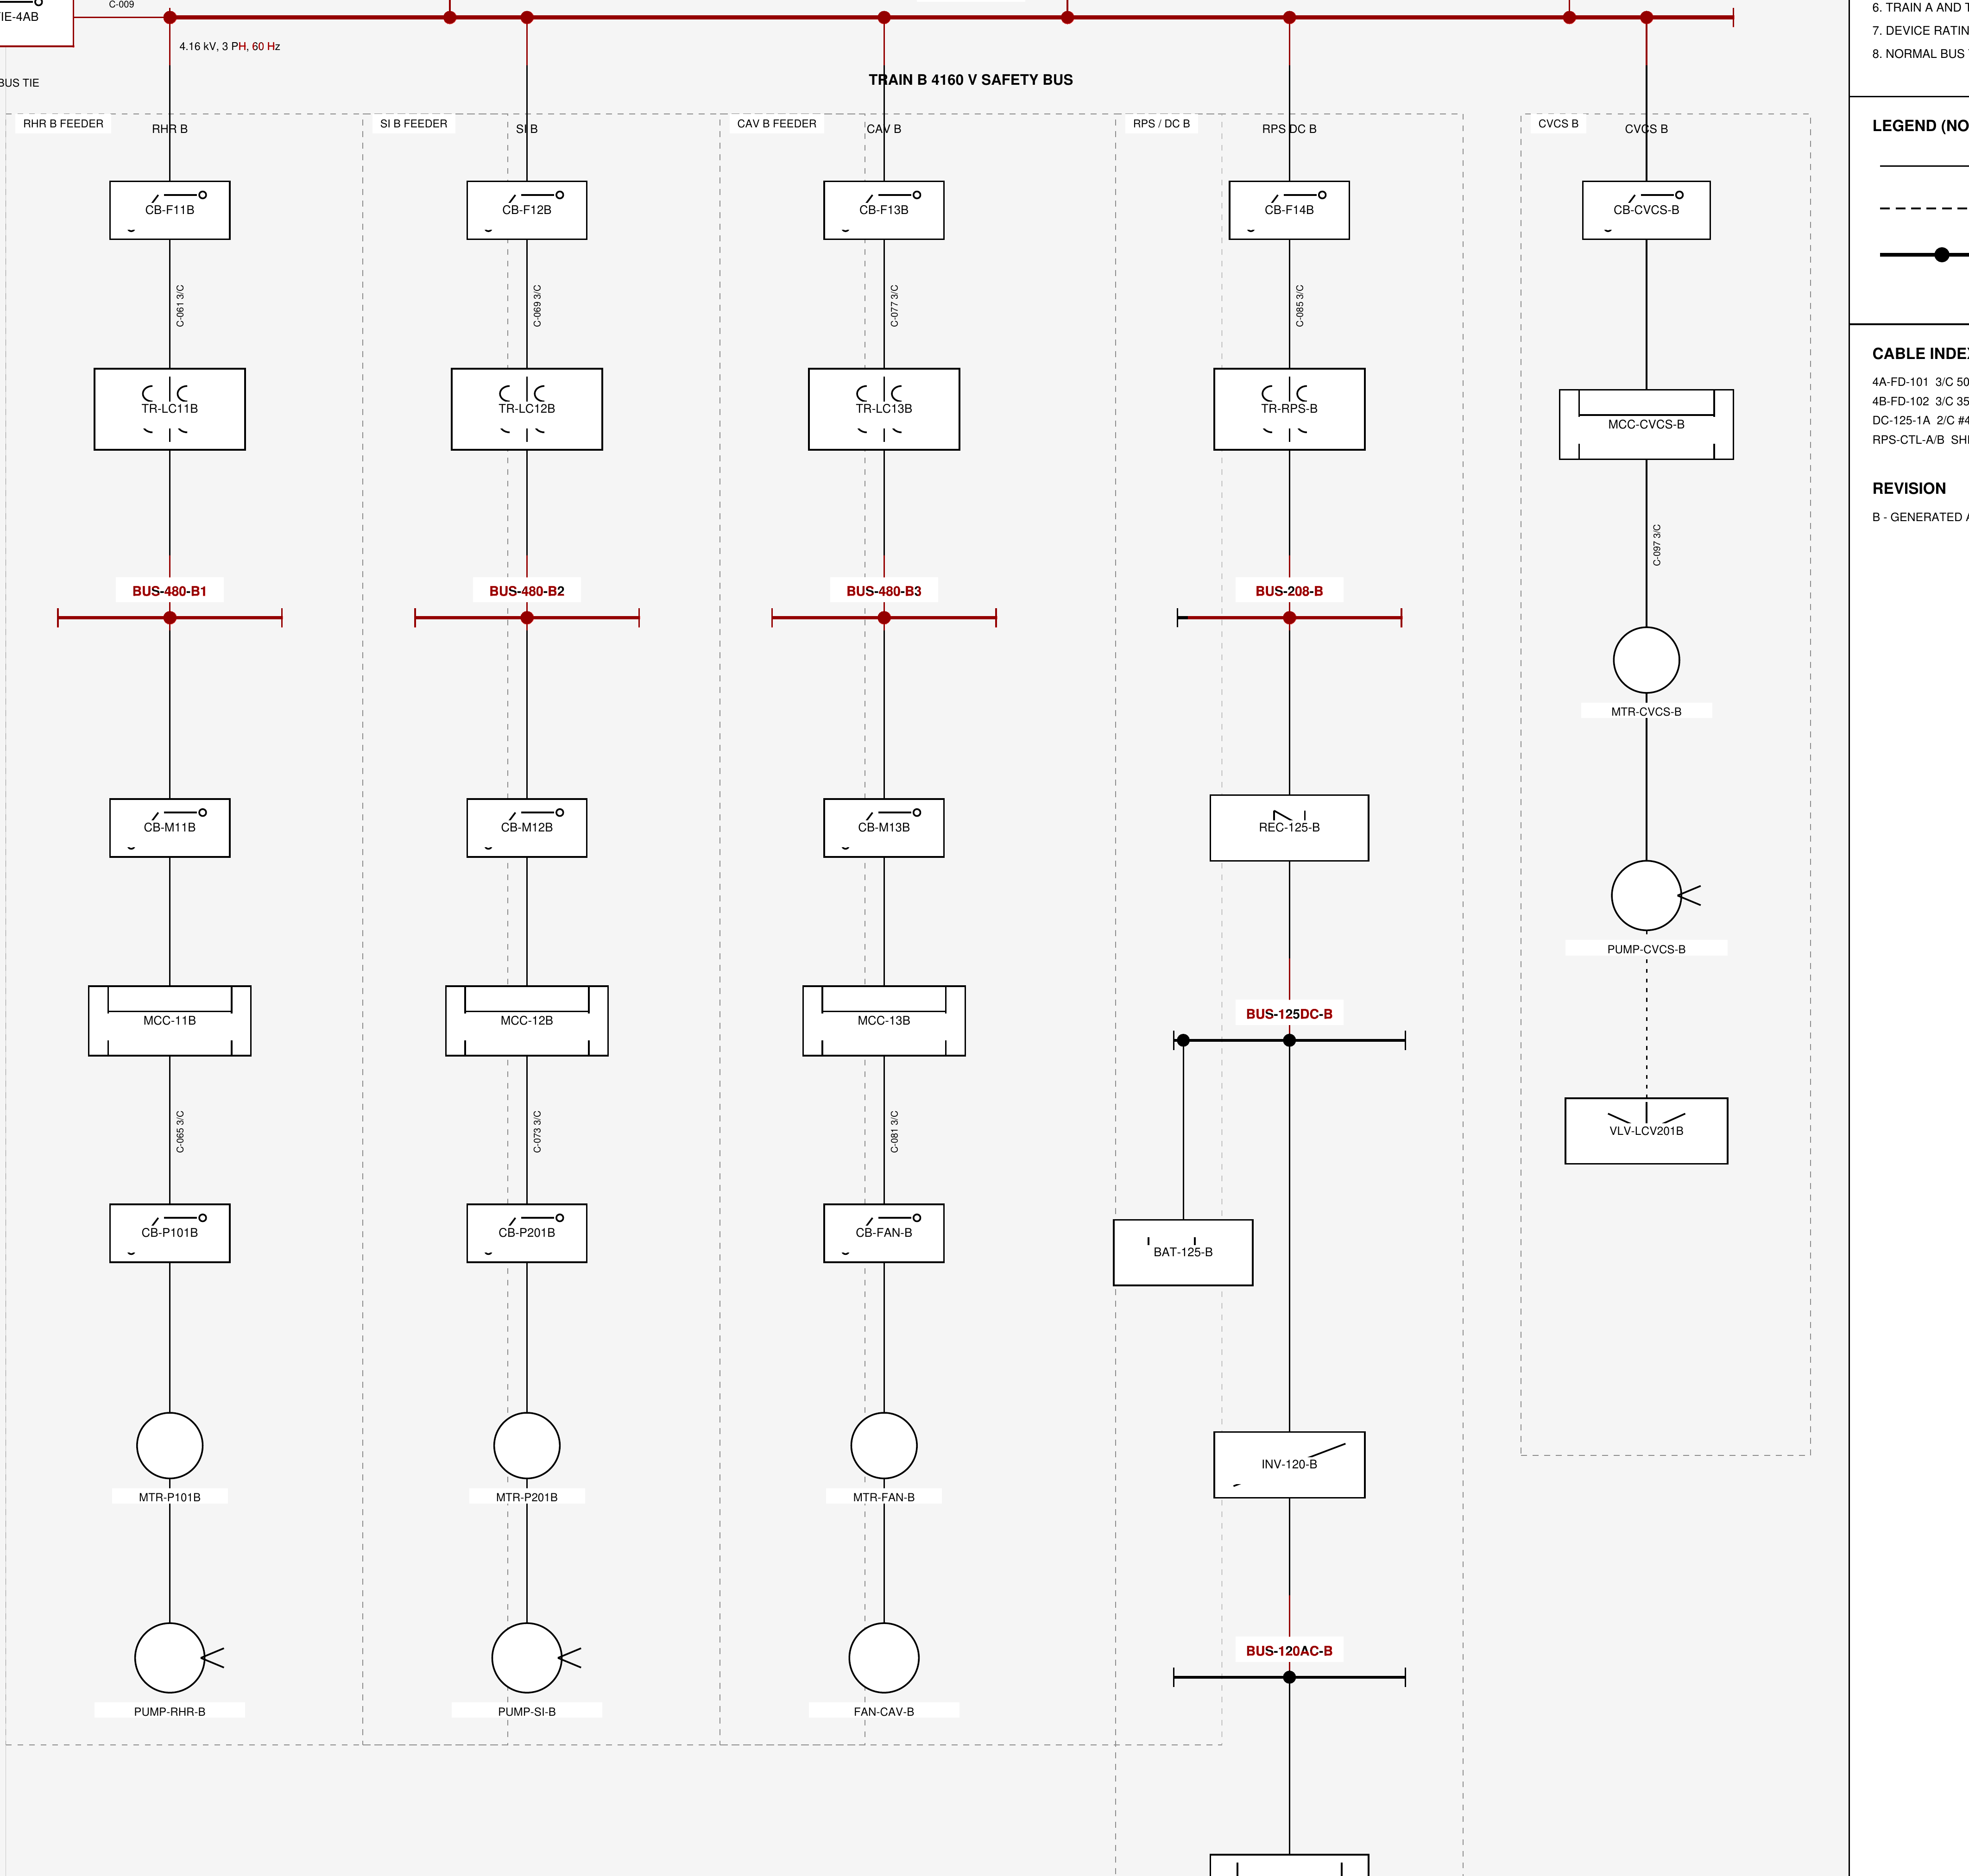 TIE-4AB
C-009
4.16 kV, 3 PH, 60 Hz
BUS TIE
TRAIN B 4160 V SAFETY BUS
RHR B FEEDER
RHR B
SI B FEEDER
SI B
CAV B FEEDER
CAV B
RPS / DC B
RPS DC B
CVCS B
CVCS B
CB-F11B
CB-F12B
CB-F13B
CB-F14B
CB-CVCS-B
C-061 3/C
C-069 3/C
C-077 3/C
C-085 3/C
TR-LC11B
TR-LC12B
TR-LC13B
TR-RPS-B
MCC-CVCS-B
C-097 3/C
BUS-480-B1
BUS-480-B2
BUS-480-B3
BUS-208-B
MTR-CVCS-B
CB-M11B
CB-M12B
CB-M13B
REC-125-B
PUMP-CVCS-B
MCC-11B
MCC-12B
MCC-13B
BUS-125DC-B
C-065 3/C
C-073 3/C
C-081 3/C
VLV-LCV201B
CB-P101B
CB-P201B
CB-FAN-B
BAT-125-B
INV-120-B
MTR-P101B
MTR-P201B
MTR-FAN-B
BUS-120AC-B
PUMP-RHR-B
PUMP-SI-B
FAN-CAV-B
6. TRAIN A AND T
7. DEVICE RATIN
8. NORMAL BUS
LEGEND (NO
CABLE INDEX
4A-FD-101 3/C 50
4B-FD-102 3/C 35
DC-125-1A 2/C #4
RPS-CTL-A/B SHI
REVISION
B - GENERATED A